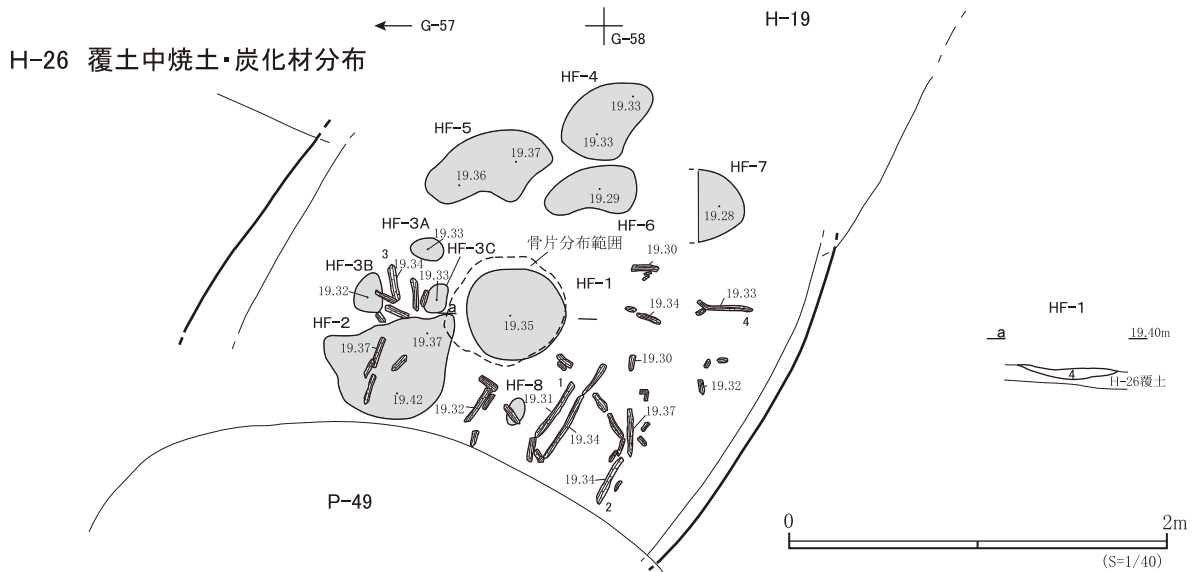 H-19
G-57
G-58
H-26 覆土中焼土・炭化材分布
HF-4
19.33
19.33
HF-5
19.37
19.36
HF-7
19.28
19.29
HF-6
HF-3A
19.33
HF-3C
骨片分布範囲
3
19.34
19.33
HF-3B
19.32
19.30
HF-1
19.33
19.34
4
a
19.35
HF-2
19.37
19.37
19.42
19.30
19.32
HF-8
1
19.31
19.32
19.37
19.34
19.34
2
P-49
HF-1
a
19.40m
4
H-26覆土
0
2m
(S=1/40)